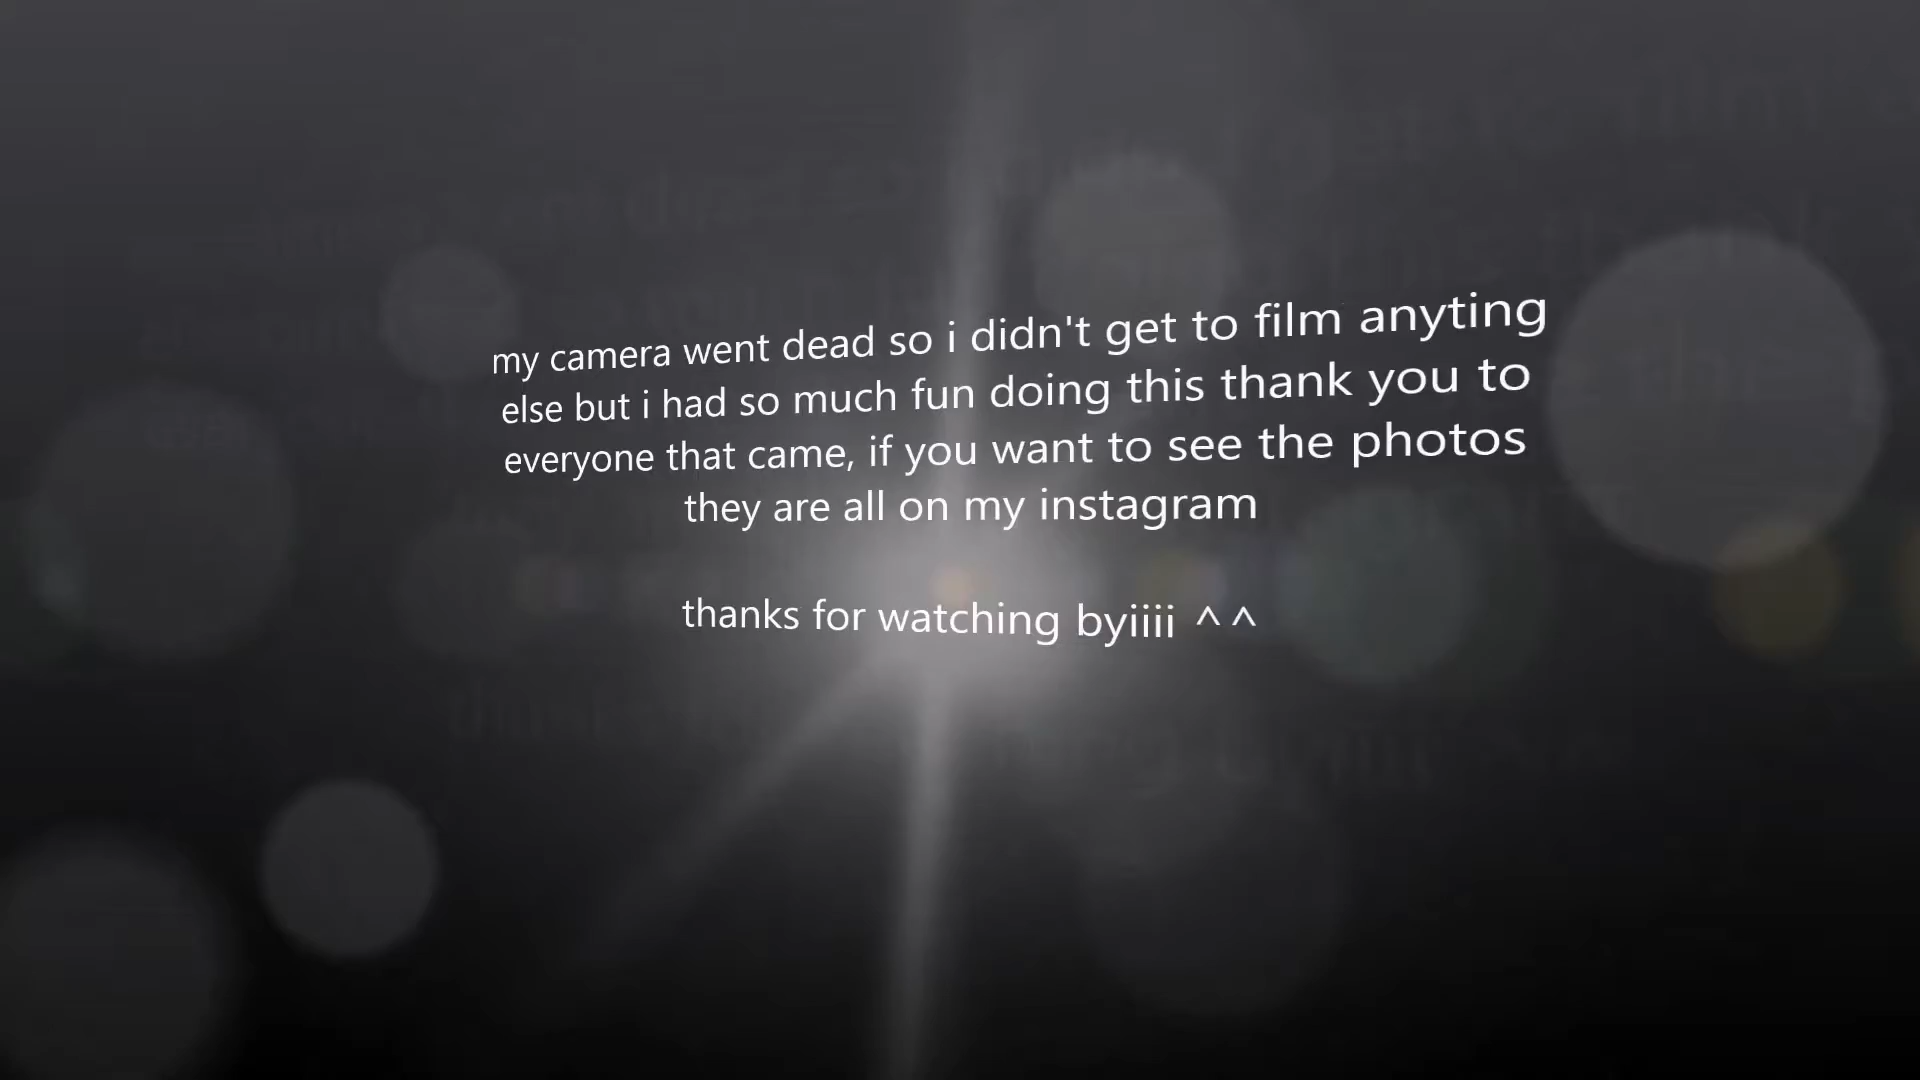 my camera went dead so i didn't get to film anyting
else but i had so much fun doing this thank you to
everyone that came, if you want to see the photos
they are all on my instagram
thanks for watching byiiii ^^